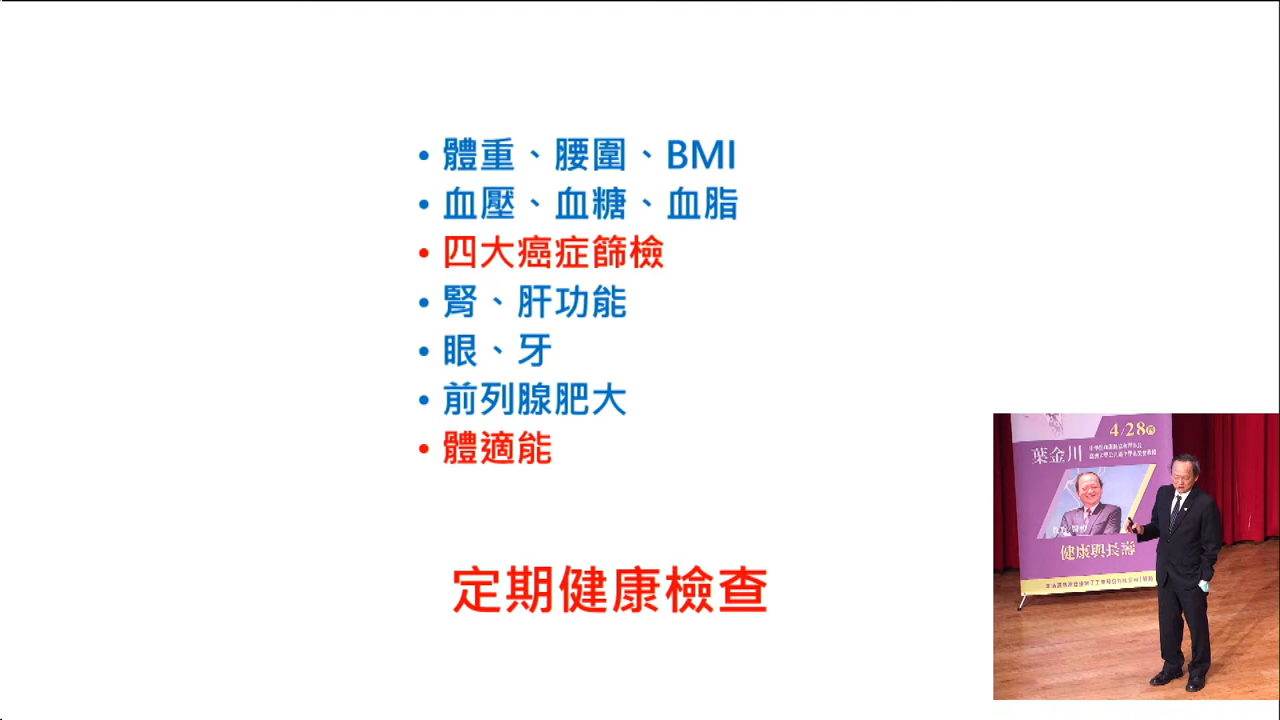 • 體重、腰圍、BMI
• 血壓、血糖、血脂
• 四大癌症篩檢
• 腎、肝功能
• 眼、牙
• 前列腺肥大
• 體適能
定期健康檢查
4/28
葉金川
健康與長壽